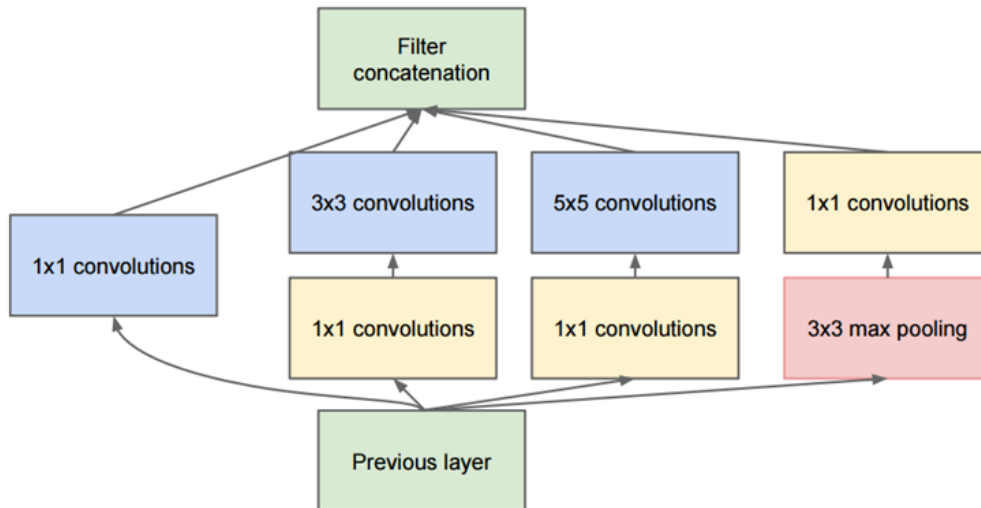 Filter
concatenation
3x3 convolutions
5x5 convolutions
1x1 convolutions
1x1 convolutions
1x1 convolutions
1x1 convolutions
3x3 max pooling
Previous layer